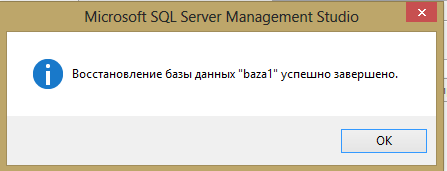 Microsoft SQL Server Management Studio
Восстановление базы данных "baza1" успешно завершено.
OK